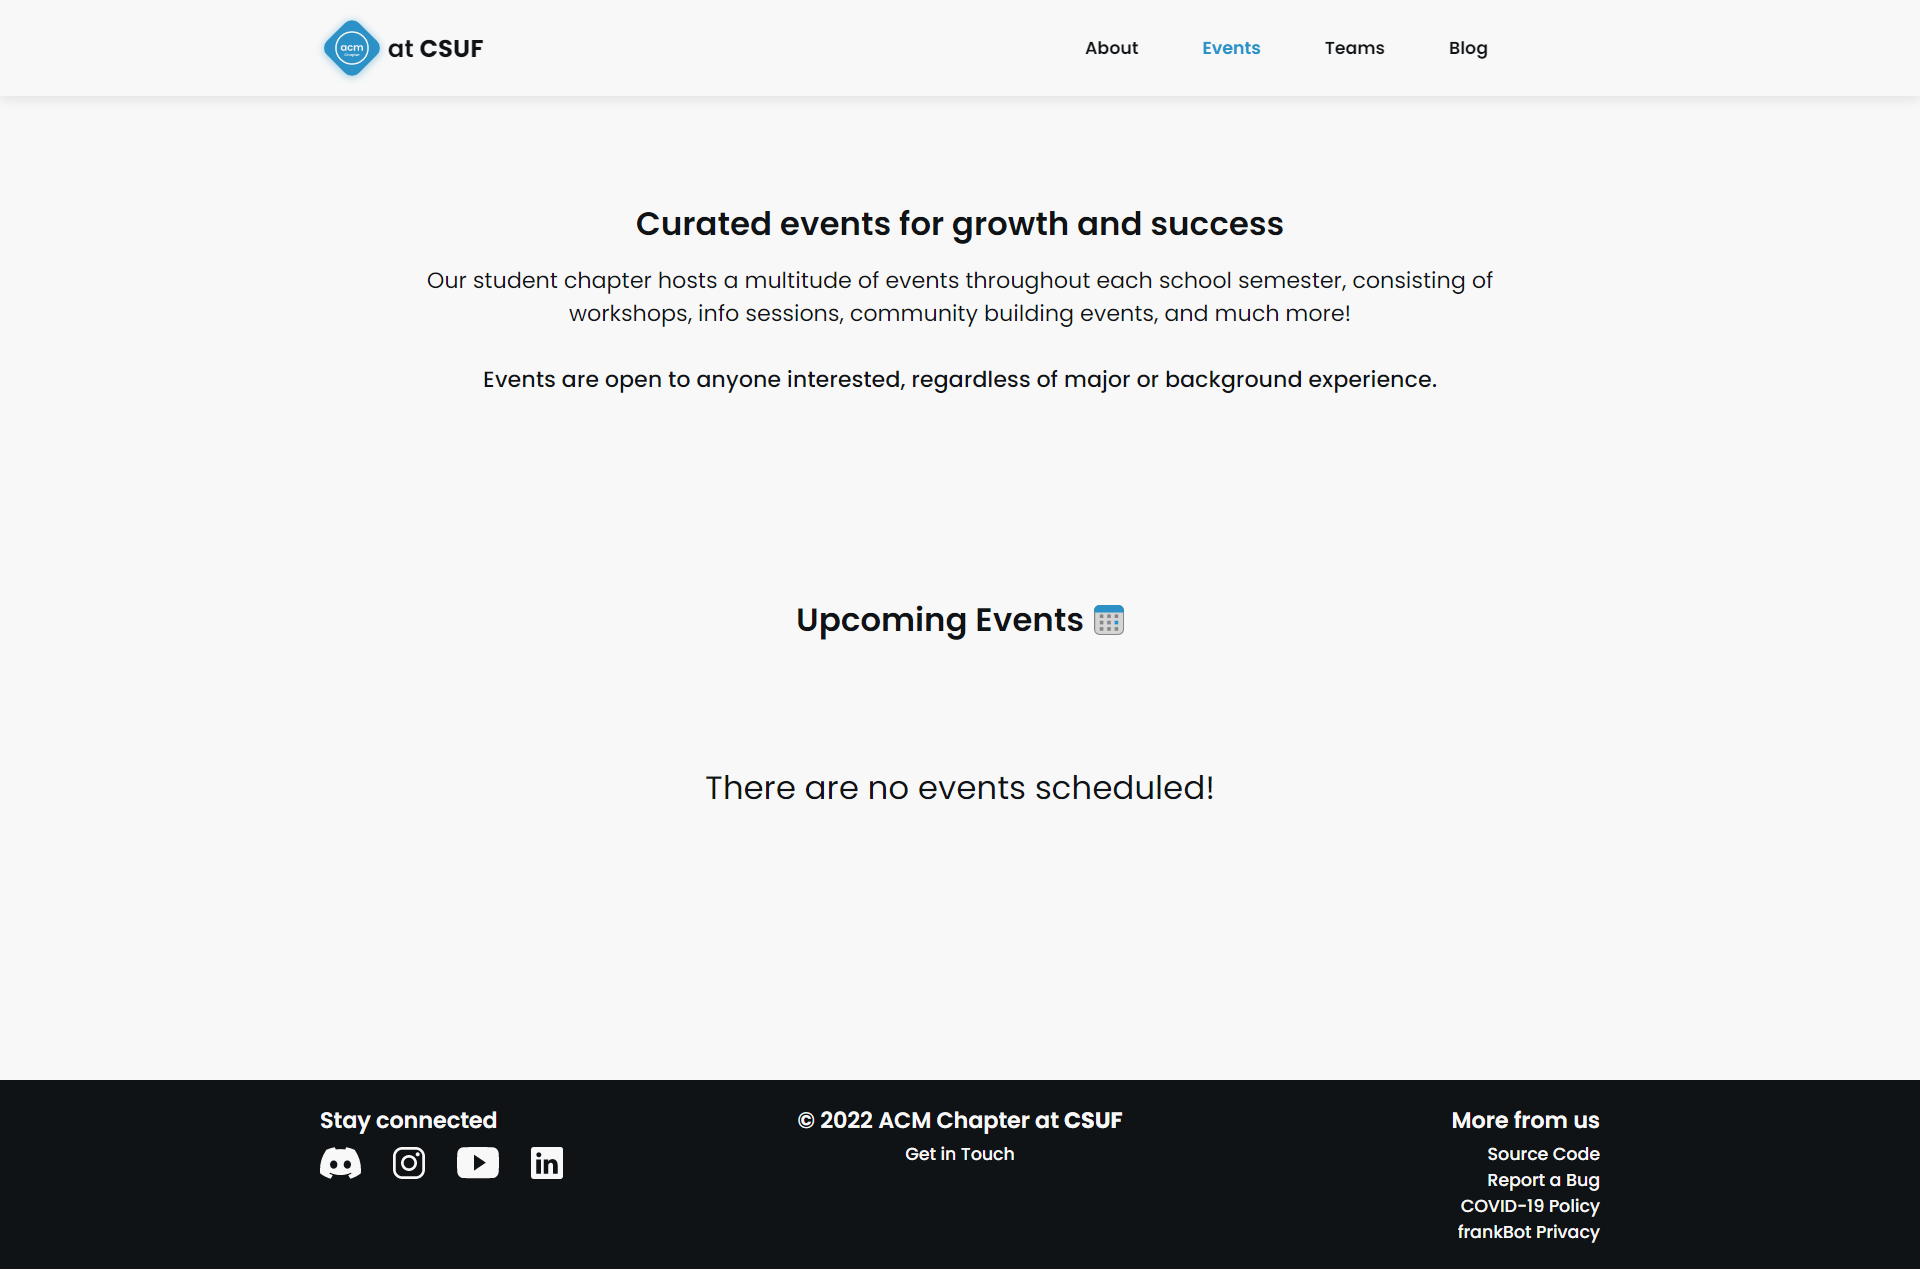 acm
Chapter
at CSUF
About
Events
Teams
Blog
Curated events for growth and success
Our student chapter hosts a multitude of events throughout each school semester, consisting of
workshops, info sessions, community building events, and much more!
Events are open to anyone interested, regardless of major or background experience.
Upcoming Events
There are no events scheduled!
Stay connected
© 2022 ACM Chapter at CSUF
Get in Touch
More from us
Source Code
Report a Bug
COVID-19 Policy
frankBot Privacy